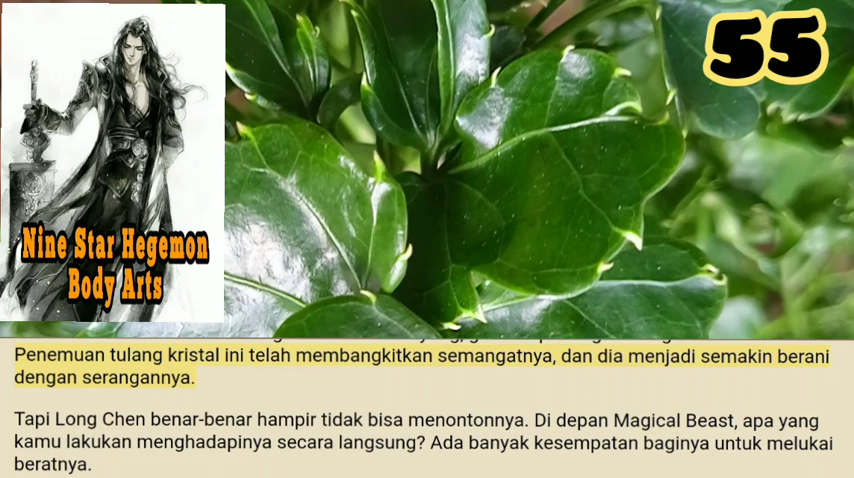 55
Nine Star Hegemon
Body Arts
Penemuan tulang kristal ini telah membangkitkan semangatnya, dan dia menjadi semakin berani
dengan serangannya.
Tapi Long Chen benar-benar hampir tidak bisa menontonnya. Di depan Magical Beast, apa yang
kamu lakukan menghadapinya secara langsung? Ada banyak kesempatan baginya untuk melukai
beratnya.